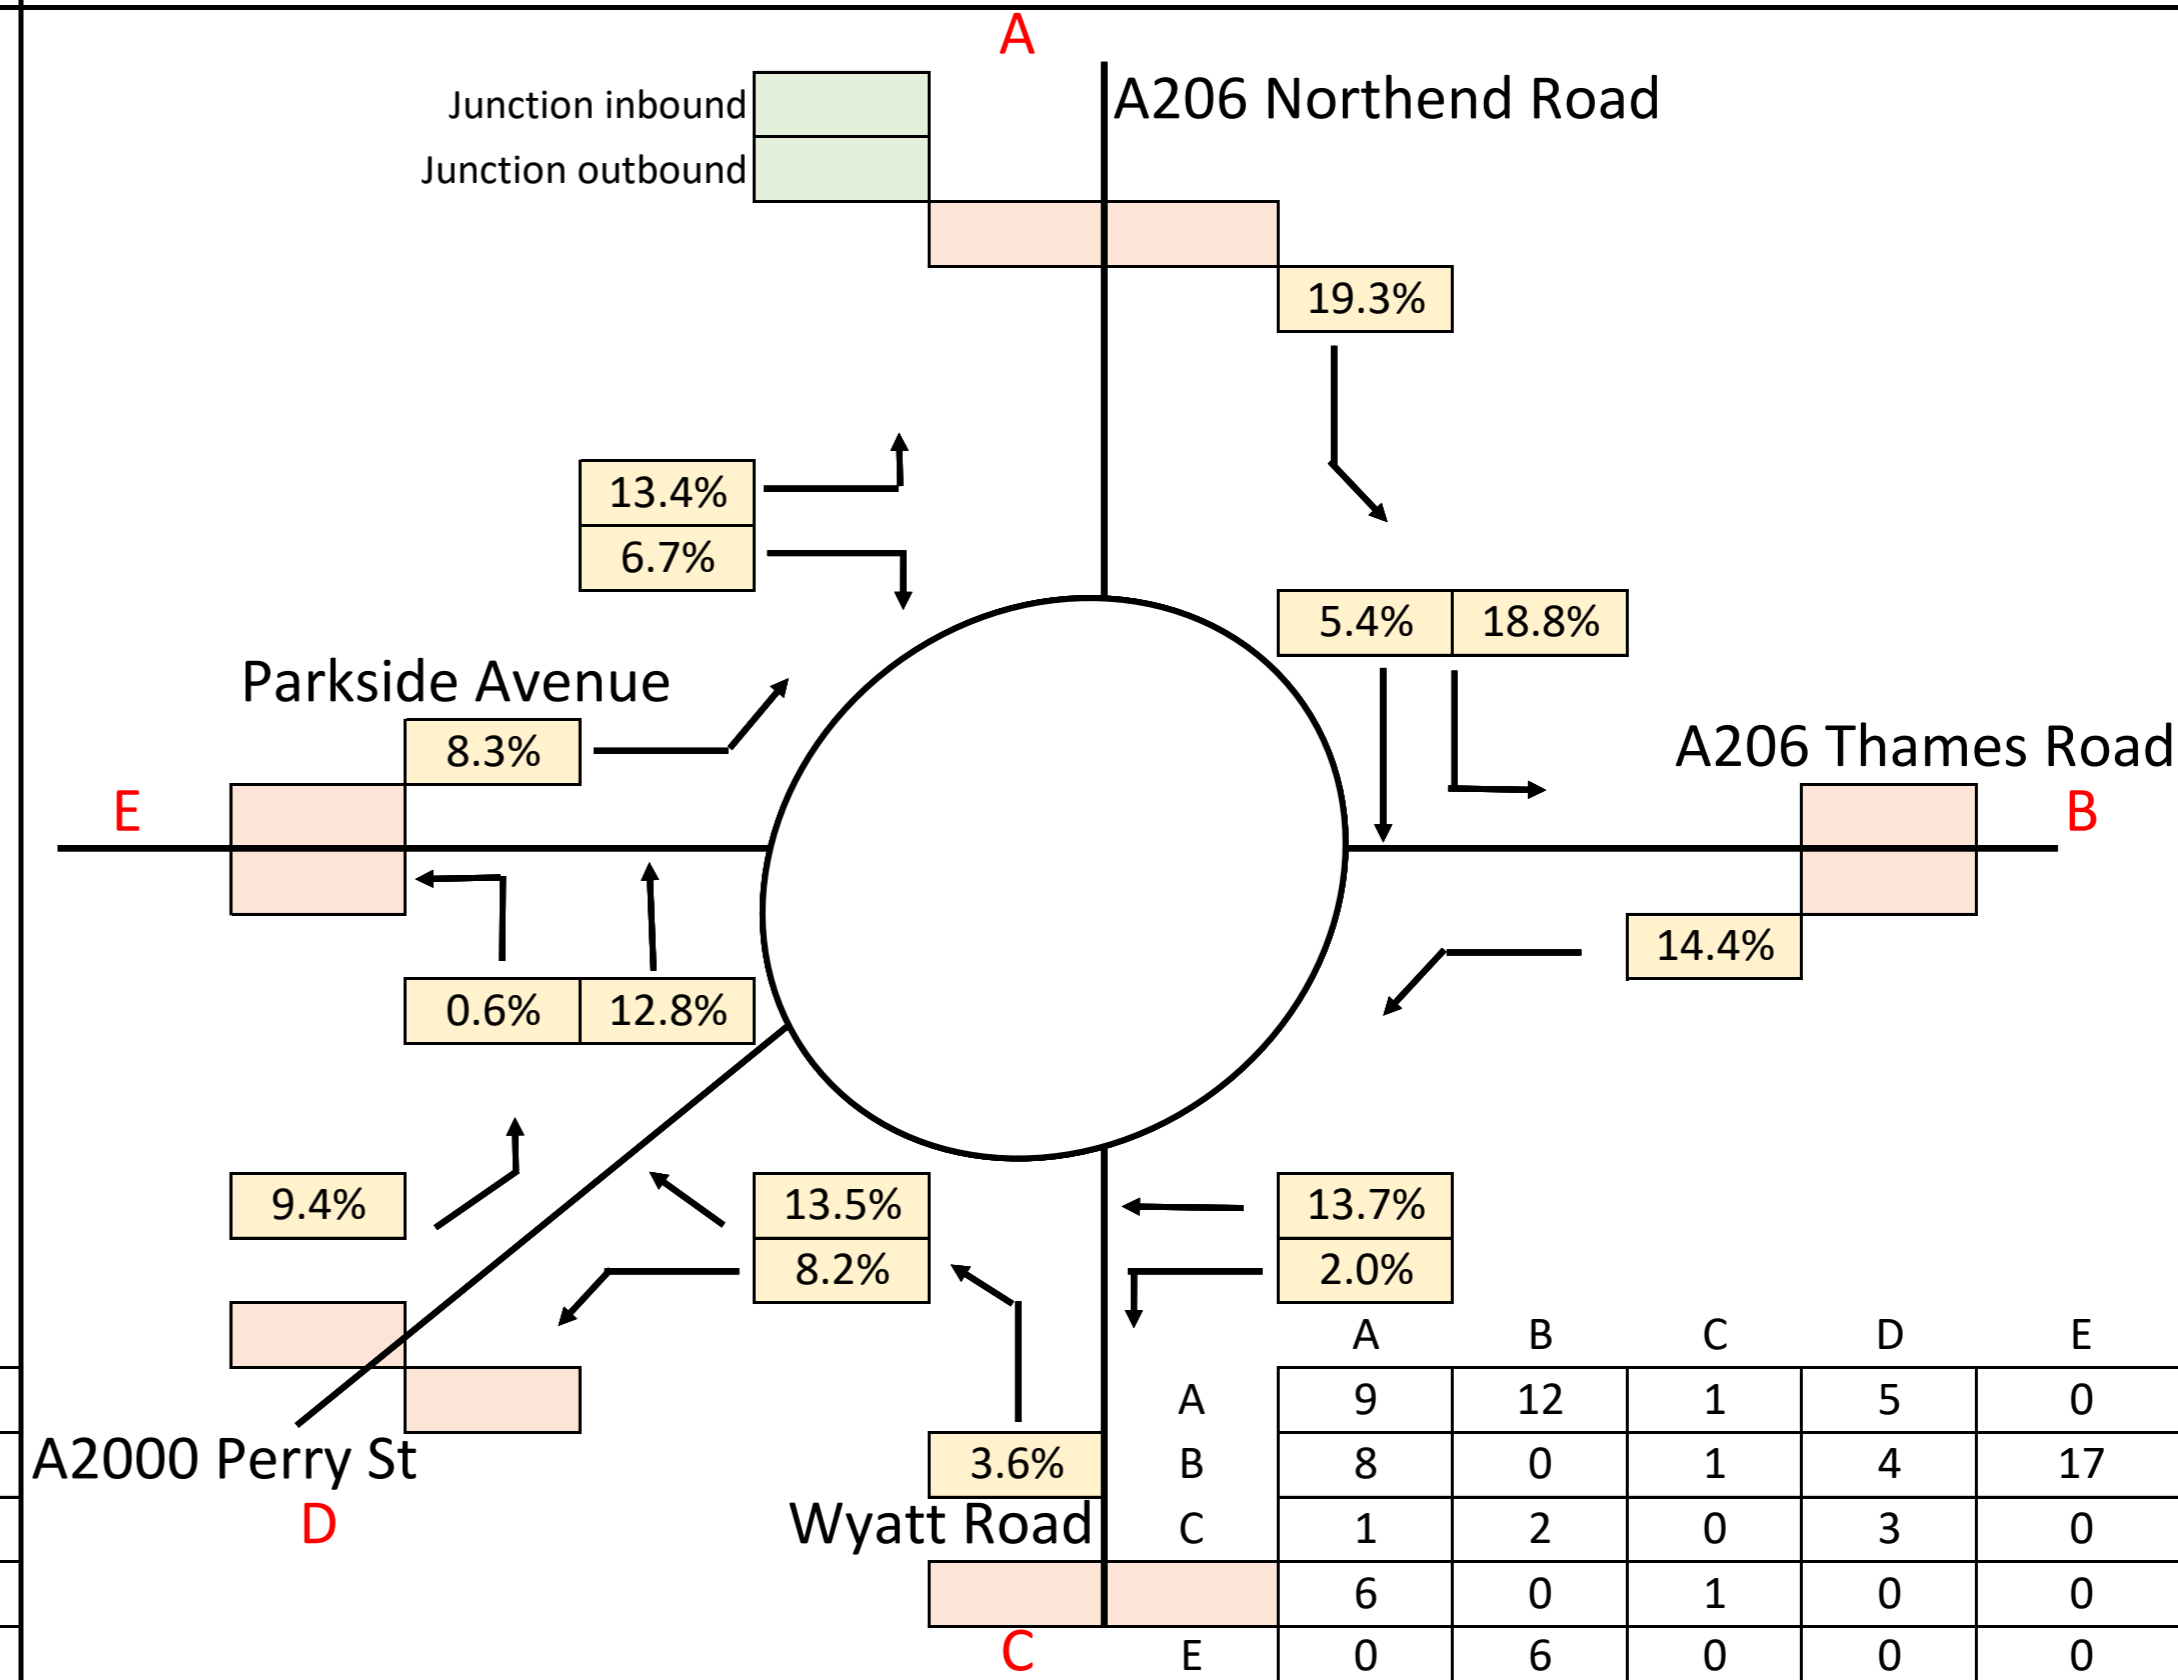 A
Junction inbound
A206 Northend Road
Junction outbound
19.3%
13.4%
6.7%
5.4% 18.8%
Parkside Avenue
8.3%
A206 Thames Road
E
B
14.4%
0.6% 12.8%
9.4%
13.5%
13.7%
8.2%
2.0%
A B C D E
A 9 12 1 5 0
A2000 Perry St
3.6%
B 8 0 1 4 17
D
Wyatt Road
C 1 2 0 3 0
6 0 1 0 0
C
E 0 6 0 0 0